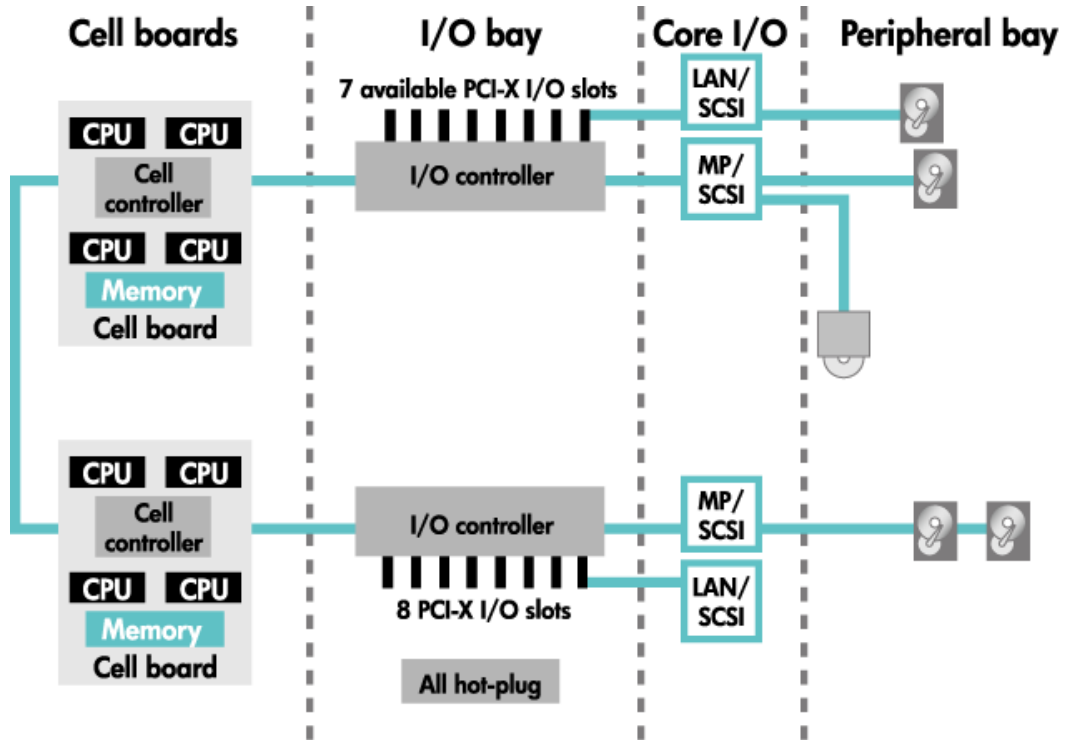 Cell boards
I/O bay
Core I/O
Peripheral bay
7 available PCI-X I/O slots
LAN/
SCSI
CPU CPU
Cell
controller
I/O controller
MP/
SCSI
CPU CPU
Memory
Cell board
CPU CPU
Cell
controller
I/O controller
MP/
SCSI
CPU CPU
Memory
Cell board
8 PCI-X I/O slots
LAN/
SCSI
All hot-plug